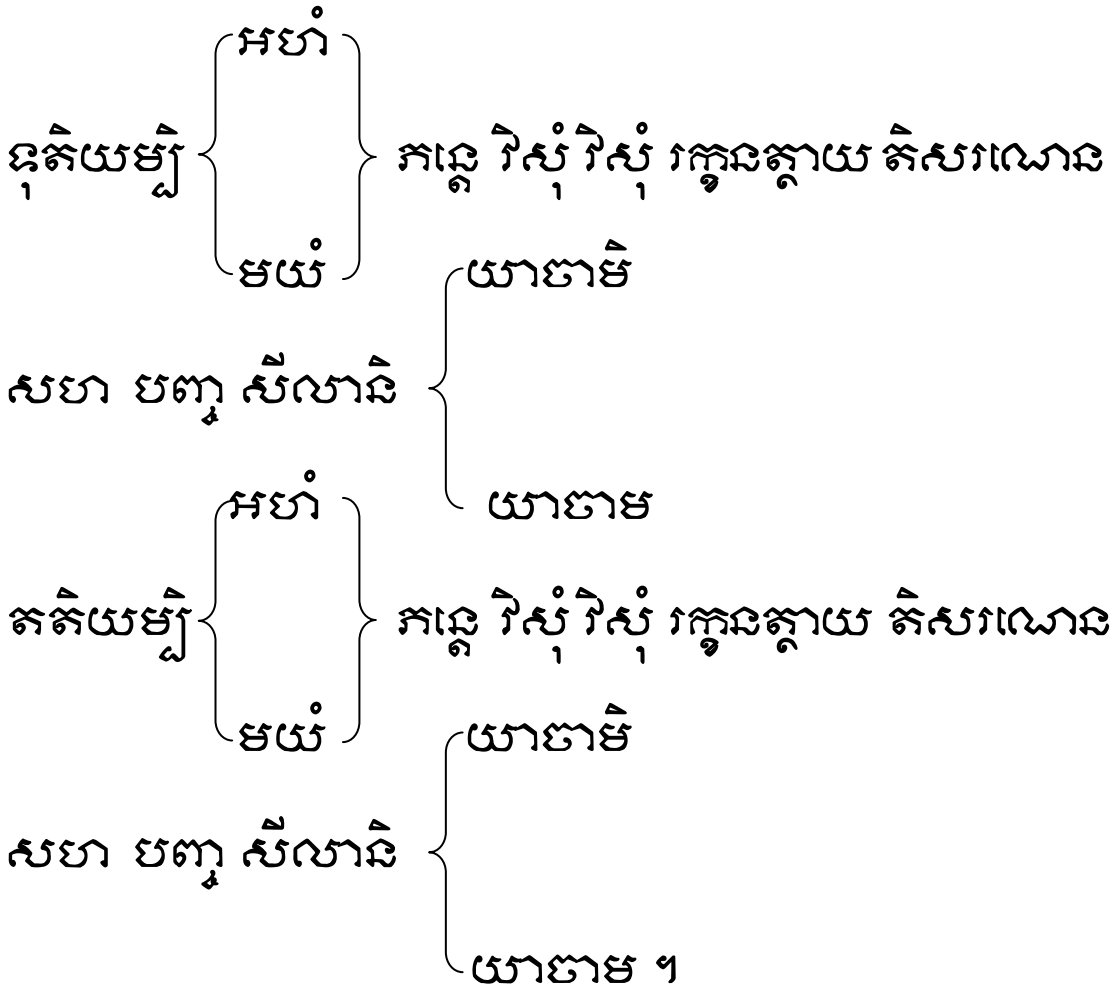 អហំ
ទុតិយម្បិ ភន្តេ វិសុំ វិសុំ រក្ខនត្ថាយ តិសរណេន
មយំ យាចាមិ
សហ បញ្ច សីលានិ
អហំ យាចាម
តតិយម្បិ ភន្តេ វិសុំ វិសុំ រក្ខនត្ថាយ តិសរណេន
មយំ យាចាមិ
សហ បញ្ច សីលានិ
យាចាម ។